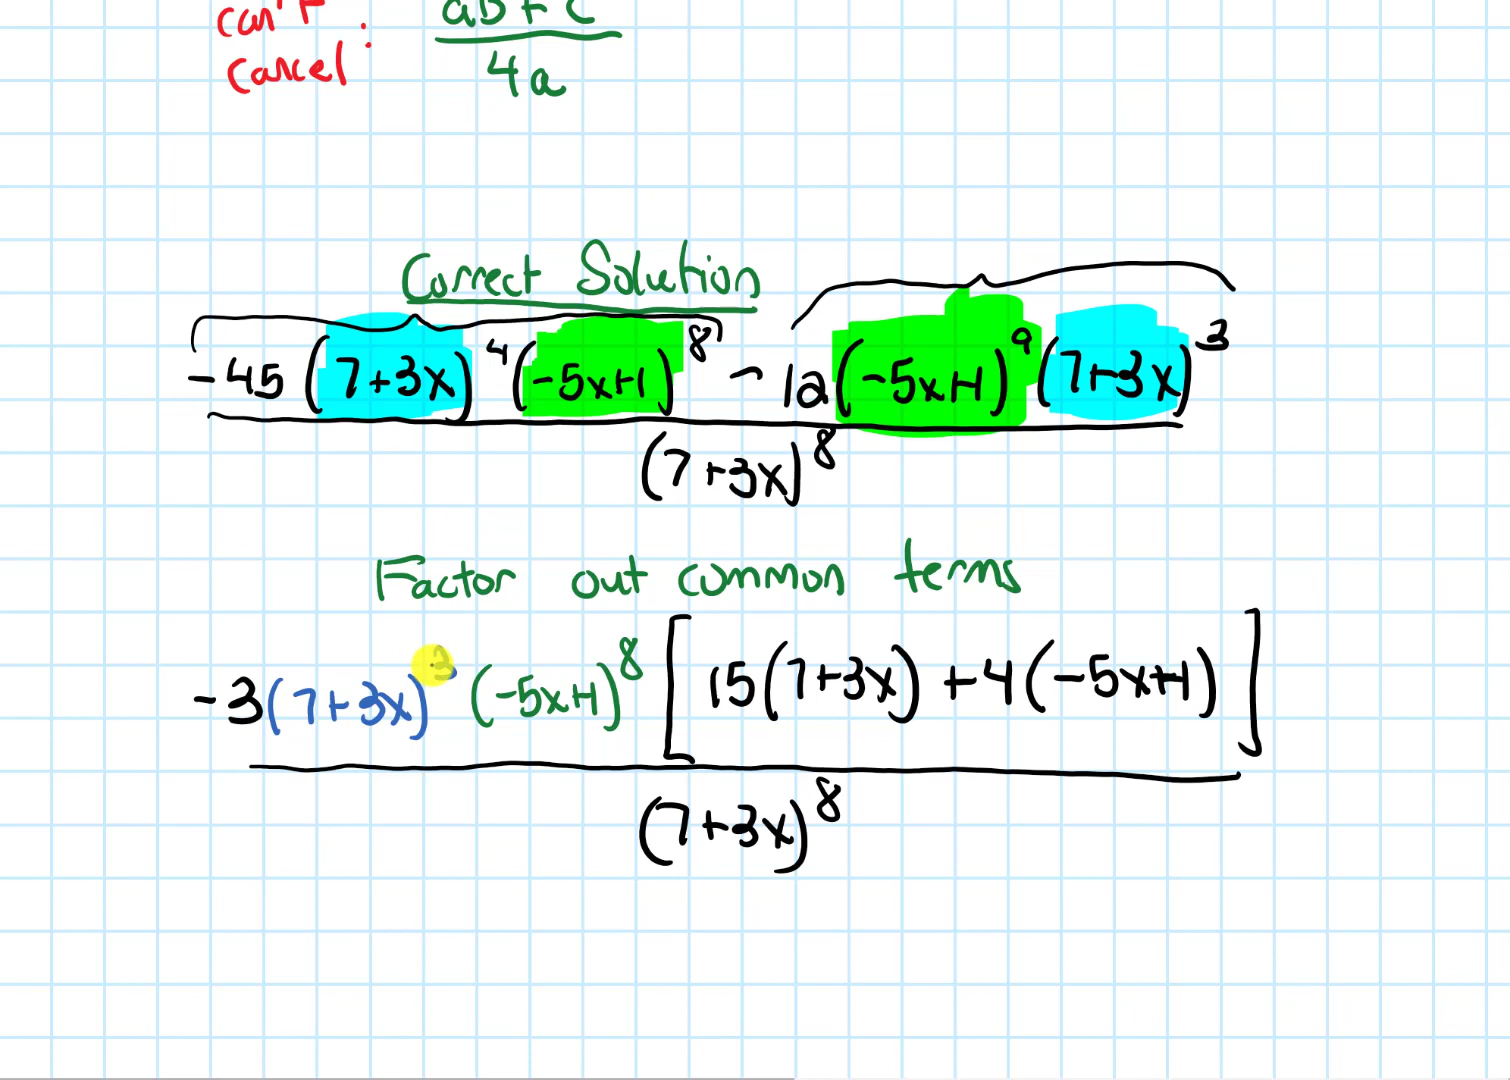 can't :
cancel
ab + c
4a
Correct Solution
-45 (7+3x)^4 (-5x+1)^8 - 12 (-5x+1)^9 (7+3x)^3
(7+3x)^8
Factor out common terms
-3(7+3x)^3 (-5x+1)^8 [15(7+3x) +4(-5x+1)]
(7+3x)^8